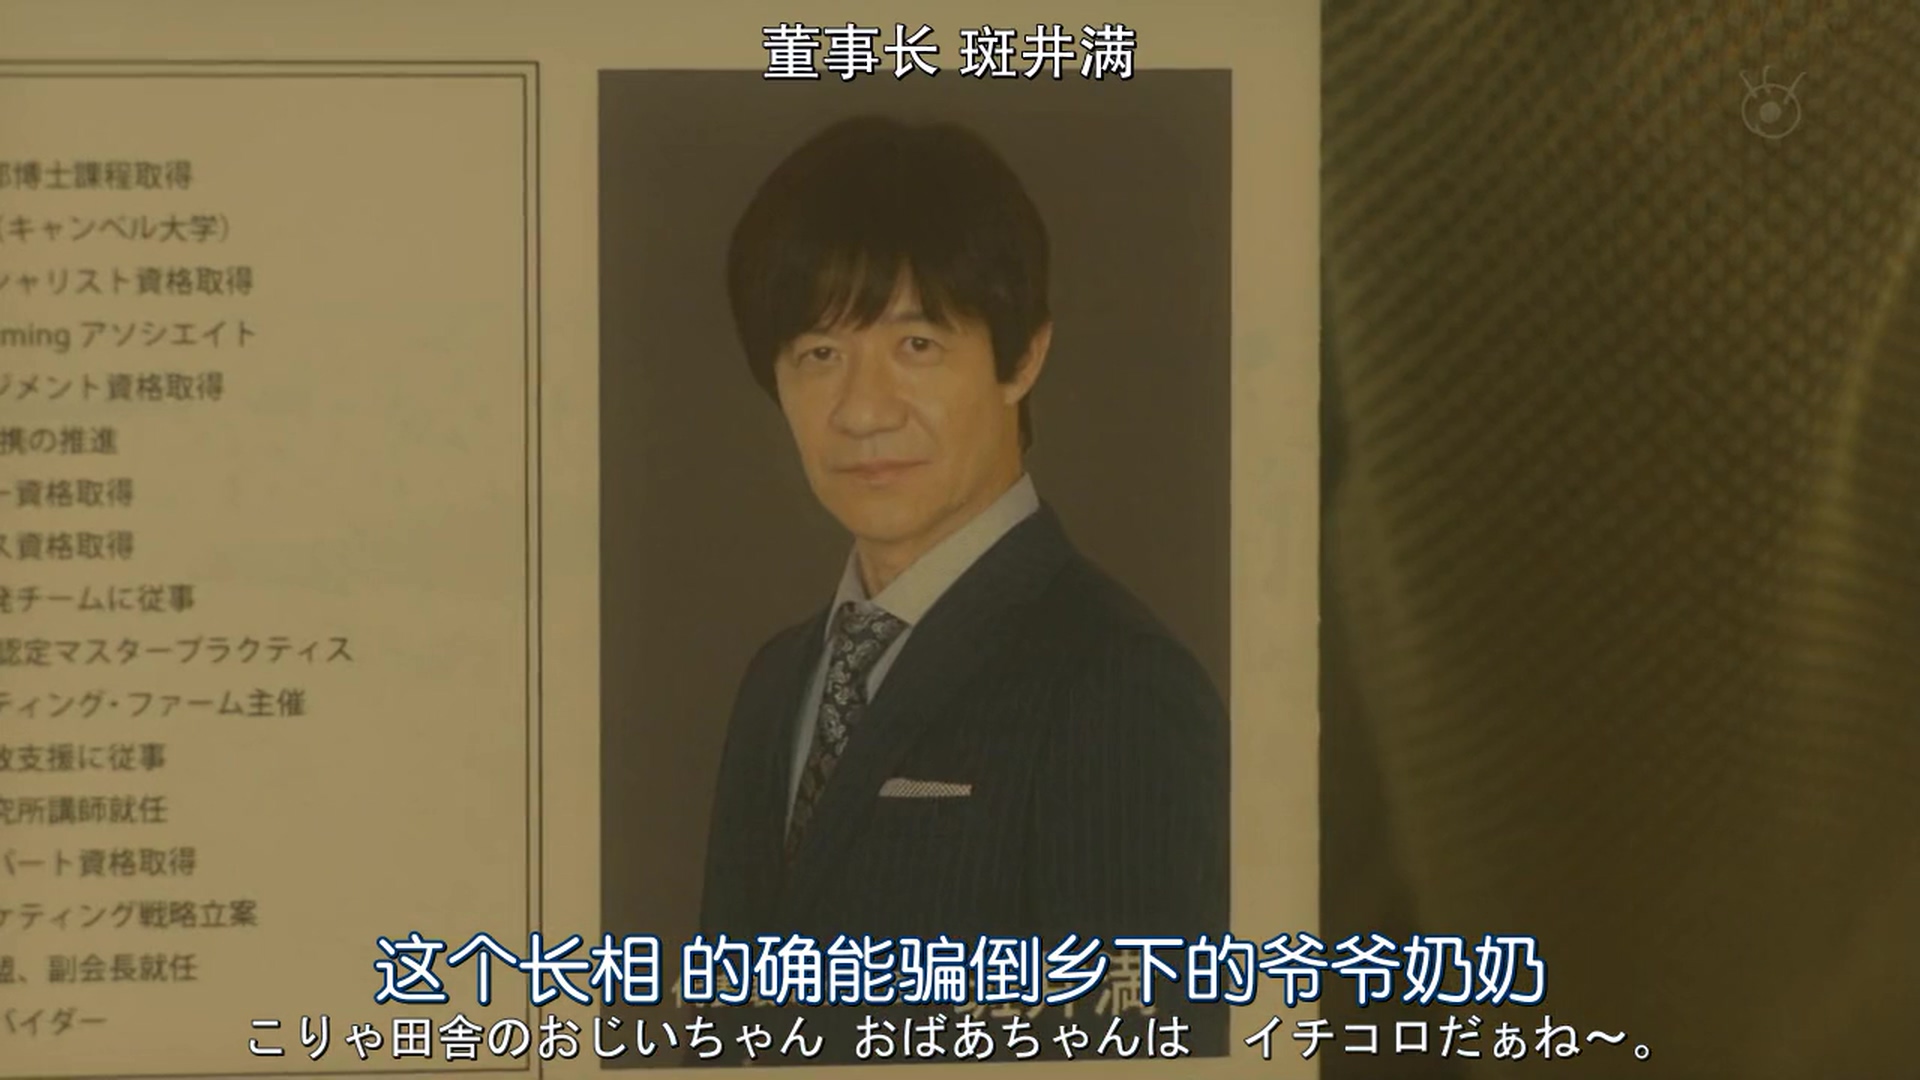 董事长 斑井满
部博士課程取得
(キャンベル大学)
シャリスト資格取得
ming アソシエイト
ジメント資格取得
携の推進
ー資格取得
ス資格取得
発チームに従事
認定マスタープラクティス
ティング・ファーム主催
政支援に従事
究所講師就任
パート資格取得
ケティング戦略立案
盟、副会長就任
バイダー
斑井満
这个长相 的确能骗倒乡下的爷爷奶奶
こりゃ田舎のおじいちゃん おばあちゃんは イチコロだぁね～。